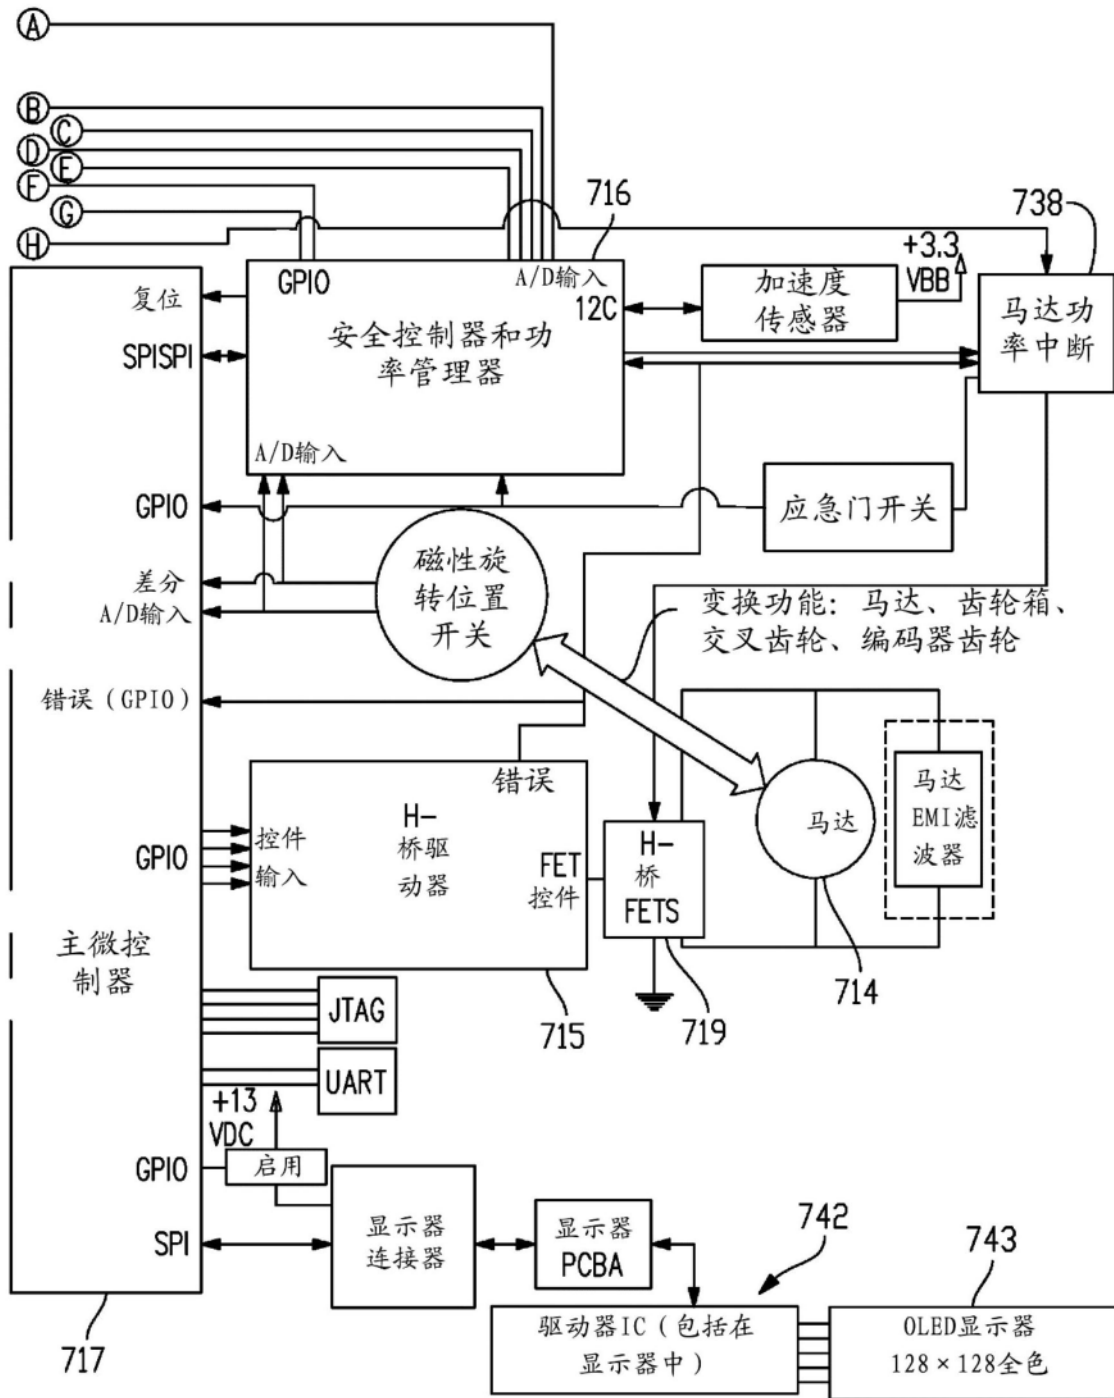 A
B
C
D
E
F
G
H
716
738
+3.3
VBB
GPIO
A/D输入
12C
复位
SPISPI
安全控制器和功
率管理器
A/D输入
加速度
传感器
马达功
率中断
GPIO
应急门开关
差分
A/D输入
磁性旋
转位置
开关
变换功能：马达、齿轮箱、
交叉齿轮、编码器齿轮
错误(GPIO)
错误
H-
桥驱
动器
GPIO
控件
输入
FET
控件
H-
桥
FETS
马达
马达
EMI滤
波器
主微控
制器
715
719
714
JTAG
UART
+13
VDC
GPIO
启用
SPI
显示器
连接器
显示器
PCBA
742
743
717
驱动器IC(包括在
显示器中)
OLED显示器
128×128全色